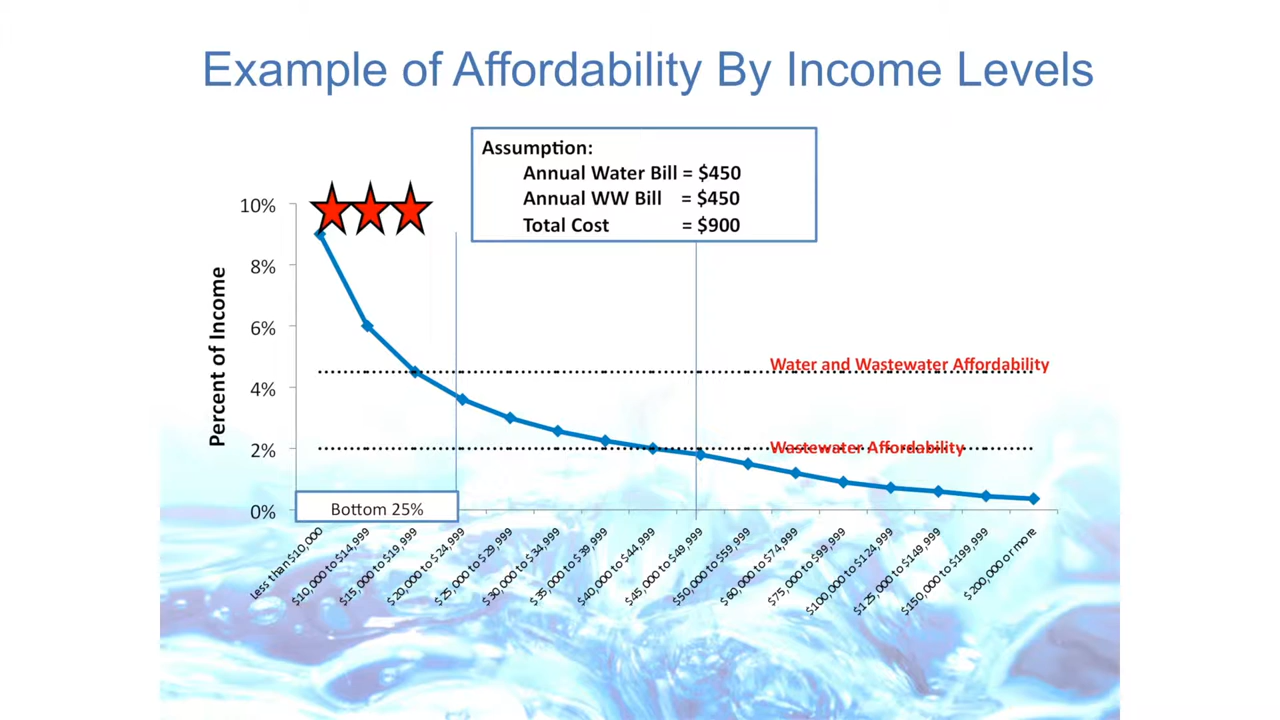 Example of Affordability By Income Levels
Assumption:
Annual Water Bill = $450
Annual WW Bill = $450
Total Cost = $900
10%
8%
6%
4%
2%
0%
Percent of Income
Water and Wastewater Affordability
Wastewater Affordability
Bottom 25%
Less than $10,000
$10,000 to $14,999
$15,000 to $19,999
$20,000 to $24,999
$25,000 to $29,999
$30,000 to $34,999
$35,000 to $39,999
$40,000 to $44,999
$45,000 to $49,999
$50,000 to $59,999
$60,000 to $74,999
$75,000 to $99,999
$100,000 to $124,999
$125,000 to $149,999
$150,000 to $199,999
$200,000 or more